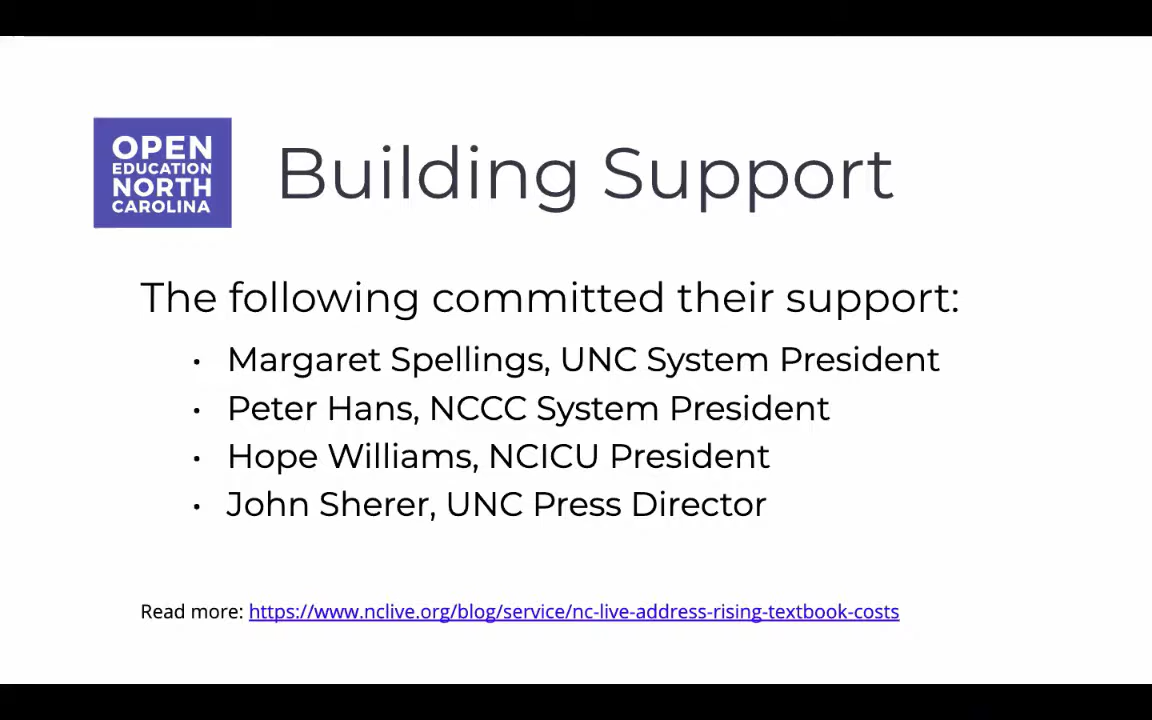 OPEN
EDUCATION
NORTH
CAROLINA
Building Support
The following committed their support:
• Margaret Spellings, UNC System President
• Peter Hans, NCCC System President
• Hope Williams, NCICU President
• John Sherer, UNC Press Director
Read more: https://www.nclive.org/blog/service/nc-live-address-rising-textbook-costs